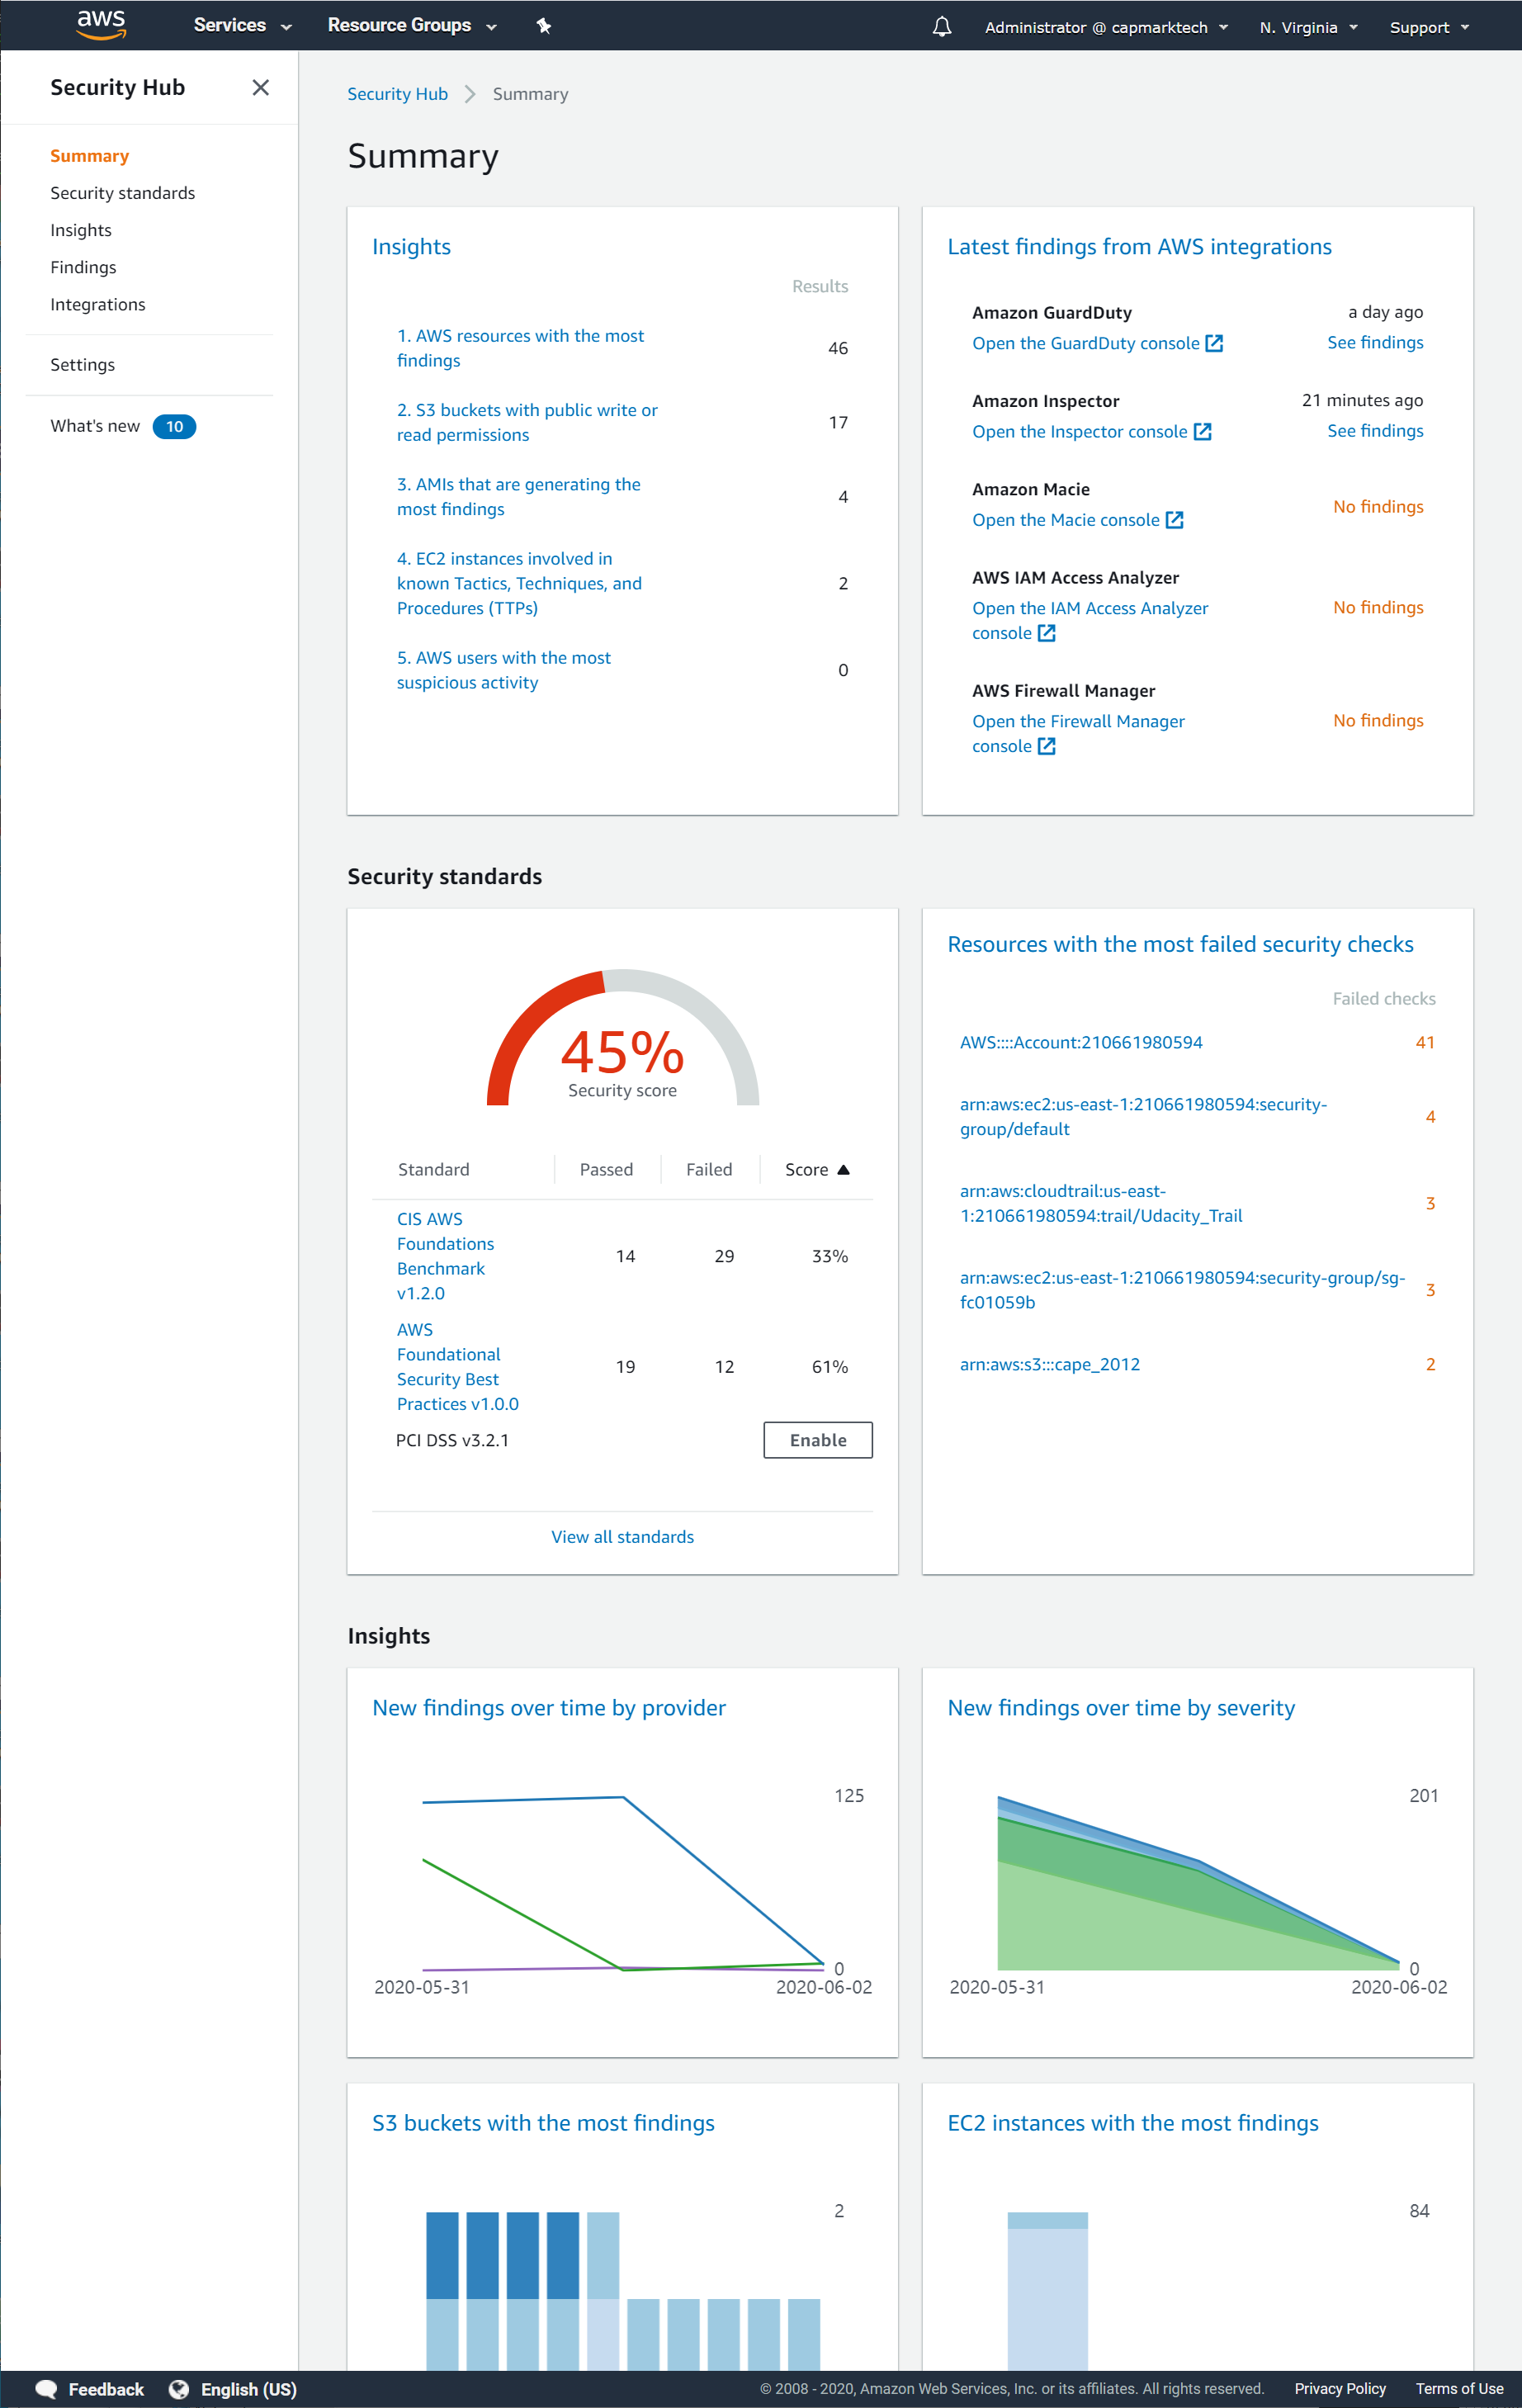 aws
Services
Resource Groups
Administrator @ capmarktech
N. Virginia
Support
Security Hub
Summary
Security standards
Insights
Findings
Integrations
Settings
What's new 10
Security Hub
Summary
Summary
Insights
Results
1. AWS resources with the most
findings
46
2. S3 buckets with public write or
read permissions
17
3. AMIs that are generating the
most findings
4
4. EC2 instances involved in
known Tactics, Techniques, and
Procedures (TTPs)
2
5. AWS users with the most
suspicious activity
0
Latest findings from AWS integrations
Amazon GuardDuty
a day ago
Open the GuardDuty console
See findings
Amazon Inspector
21 minutes ago
Open the Inspector console
See findings
Amazon Macie
Open the Macie console
No findings
AWS IAM Access Analyzer
Open the IAM Access Analyzer
console
No findings
AWS Firewall Manager
Open the Firewall Manager
console
No findings
Security standards
45%
Security score
Standard Passed Failed Score
CIS AWS
Foundations
Benchmark
v1.2.0
14 29 33%
AWS
Foundational
Security Best
Practices v1.0.0
19 12 61%
PCI DSS v3.2.1
Enable
View all standards
Resources with the most failed security checks
Failed checks
AWS::::Account:210661980594
41
arn:aws:ec2:us-east-1:210661980594:security-
group/default
4
arn:aws:cloudtrail:us-east-
1:210661980594:trail/Udacity_Trail
3
arn:aws:ec2:us-east-1:210661980594:security-group/sg-
fc01059b
3
arn:aws:s3:::cape_2012
2
Insights
New findings over time by provider
125
0
2020-05-31
2020-06-02
New findings over time by severity
201
0
2020-05-31
2020-06-02
S3 buckets with the most findings
2
EC2 instances with the most findings
84
Feedback
English (US)
© 2008 - 2020, Amazon Web Services, Inc. or its affiliates. All rights reserved.
Privacy Policy
Terms of Use